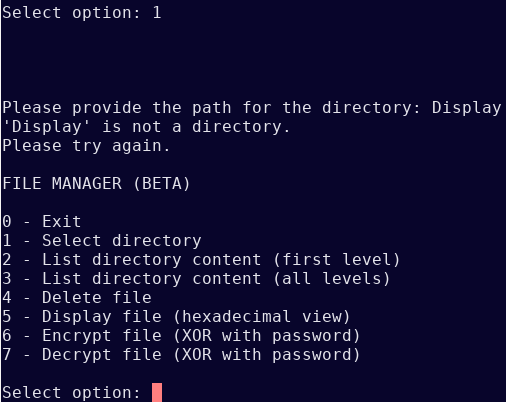 Select option: 1
Please provide the path for the directory: Display
'Display' is not a directory.
Please try again.
FILE MANAGER (BETA)
0 - Exit
1 - Select directory
2 - List directory content (first level)
3 - List directory content (all levels)
4 - Delete file
5 - Display file (hexadecimal view)
6 - Encrypt file (XOR with password)
7 - Decrypt file (XOR with password)
Select option: